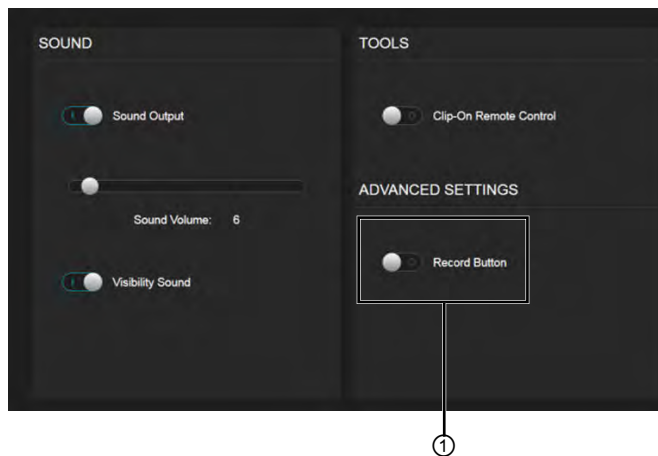 SOUND
Sound Output
Sound Volume: 6
Visibility Sound
TOOLS
Clip-On Remote Control
ADVANCED SETTINGS
Record Button
1